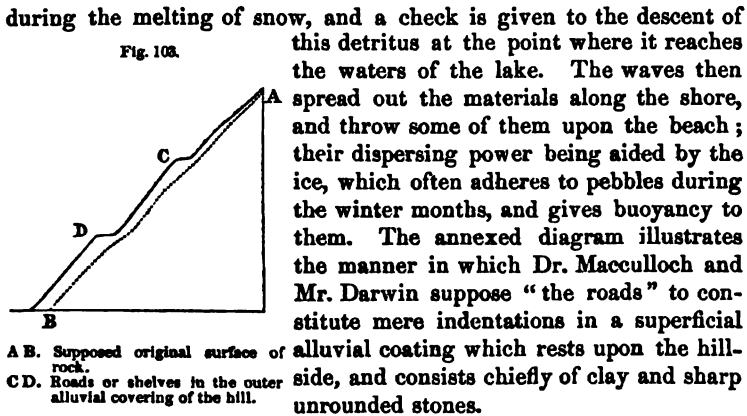 during the melting of snow, and a check is given to the descent of
Fig. 103.
A
C
D
B
A B. Supposed original surface of
rock.
C D. Roads or shelves in the outer
alluvial covering of the hill.
this detritus at the point where it reaches
the waters of the lake. The waves then
spread out the materials along the shore,
and throw some of them upon the beach;
their dispersing power being aided by the
ice, which often adheres to pebbles during
the winter months, and gives buoyancy to
them. The annexed diagram illustrates
the manner in which Dr. Macculloch and
Mr. Darwin suppose “the roads” to con-
stitute mere indentations in a superficial
alluvial coating which rests upon the hill-
side, and consists chiefly of clay and sharp
unrounded stones.